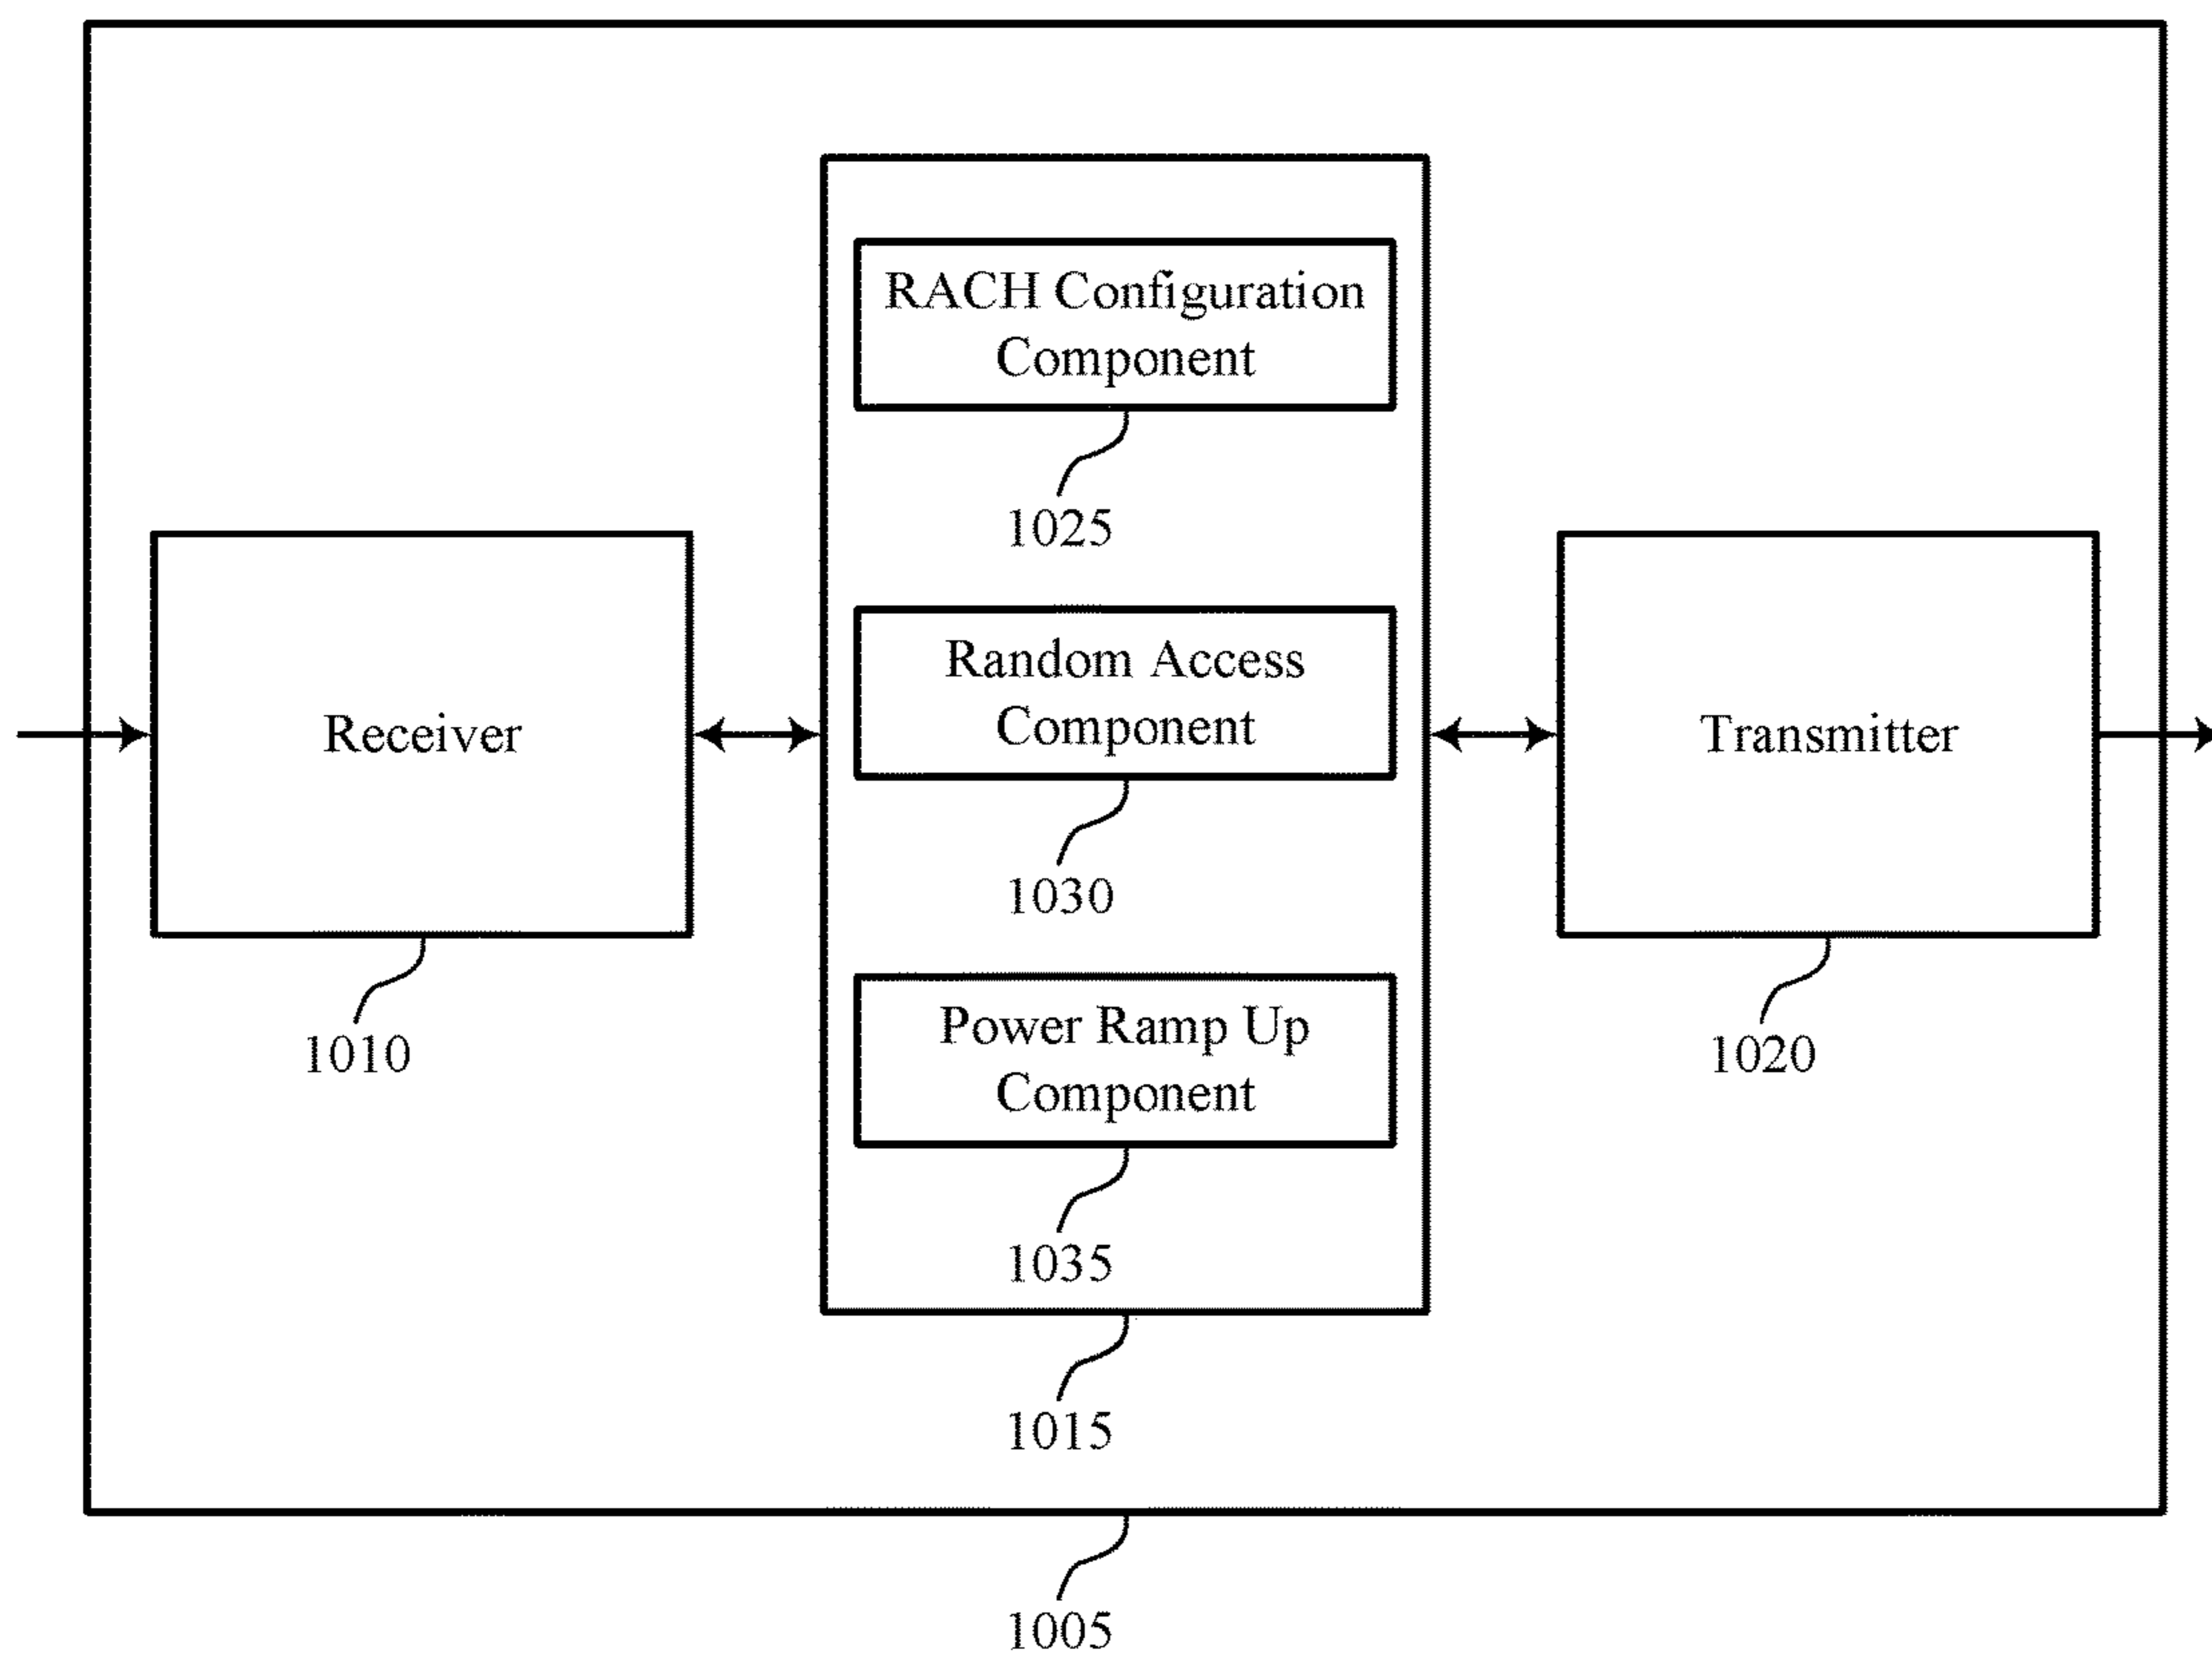 RACH Configuration
Component
1025
Receiver
1010
Random Access
Component
1030
Transmitter
1020
Power Ramp Up
Component
1035
1015
1005